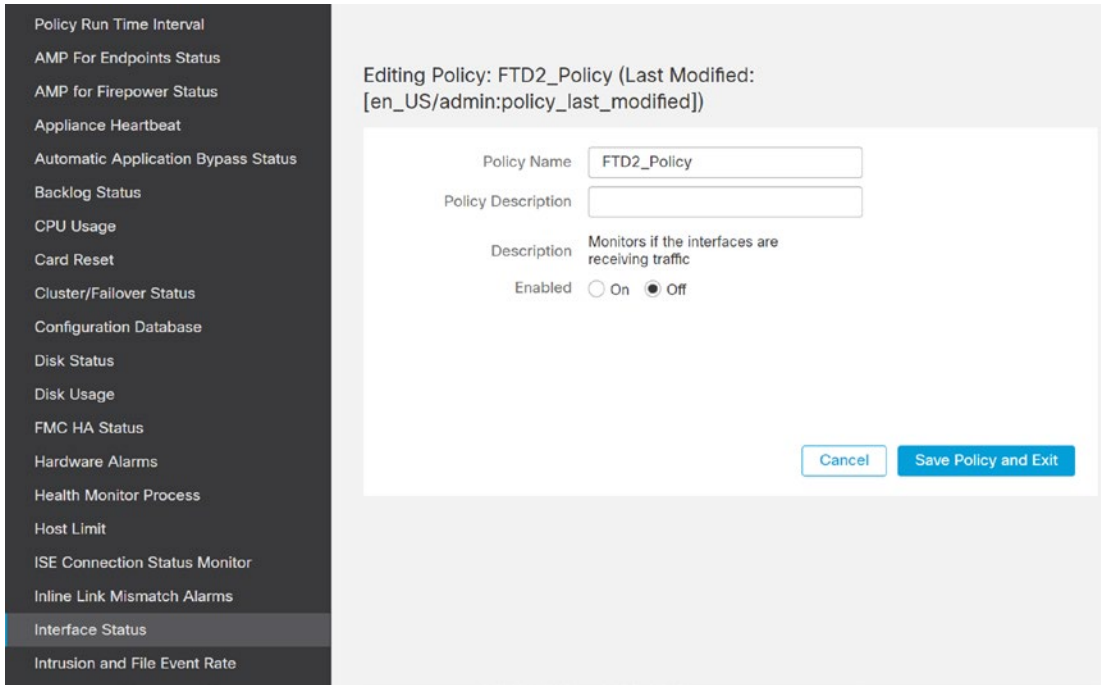 Policy Run Time Interval
AMP For Endpoints Status
AMP for Firepower Status
Appliance Heartbeat
Automatic Application Bypass Status
Backlog Status
CPU Usage
Card Reset
Cluster/Failover Status
Configuration Database
Disk Status
Disk Usage
FMC HA Status
Hardware Alarms
Health Monitor Process
Host Limit
ISE Connection Status Monitor
Inline Link Mismatch Alarms
Interface Status
Intrusion and File Event Rate
Editing Policy: FTD2_Policy (Last Modified:
[en_US/admin:policy_last_modified])
Policy Name FTD2_Policy
Policy Description
Description Monitors if the interfaces are
receiving traffic
Enabled On Off
Cancel Save Policy and Exit